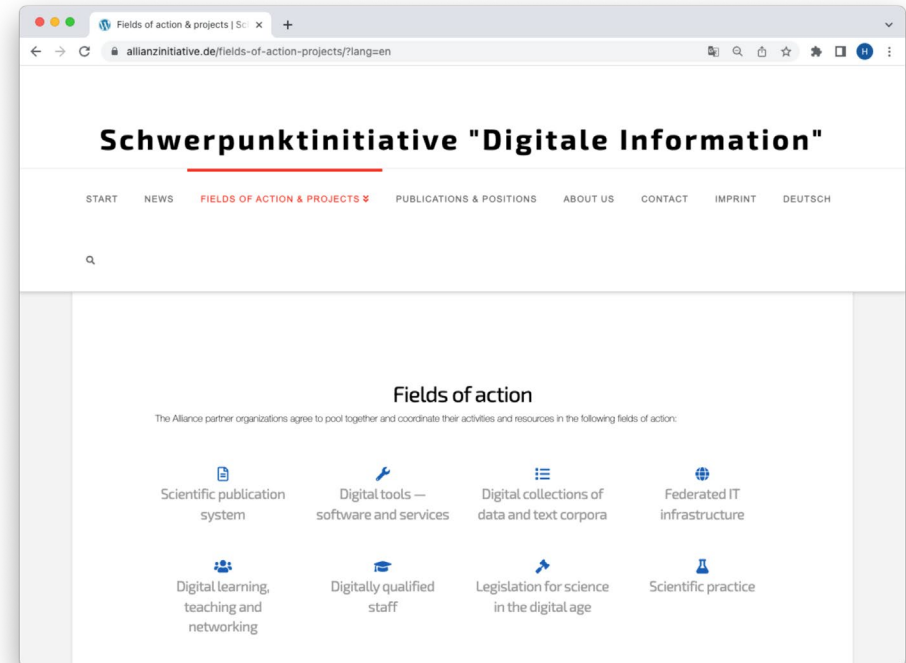 Fields of action & projects | Sc
allianzinitiative.de/fields-of-action-projects/?lang=en
H
Schwerpunktinitiative "Digitale Information"
START NEWS FIELDS OF ACTION & PROJECTS PUBLICATIONS & POSITIONS ABOUT US CONTACT IMPRINT DEUTSCH
Fields of action
The Alliance partner organizations agree to pool together and coordinate their activities and resources in the following fields of action:
Scientific publication
system
Digital tools —
software and services
Digital collections of
data and text corpora
Federated IT
infrastructure
Digital learning,
teaching and
networking
Digitally qualified
staff
Legislation for science
in the digital age
Scientific practice